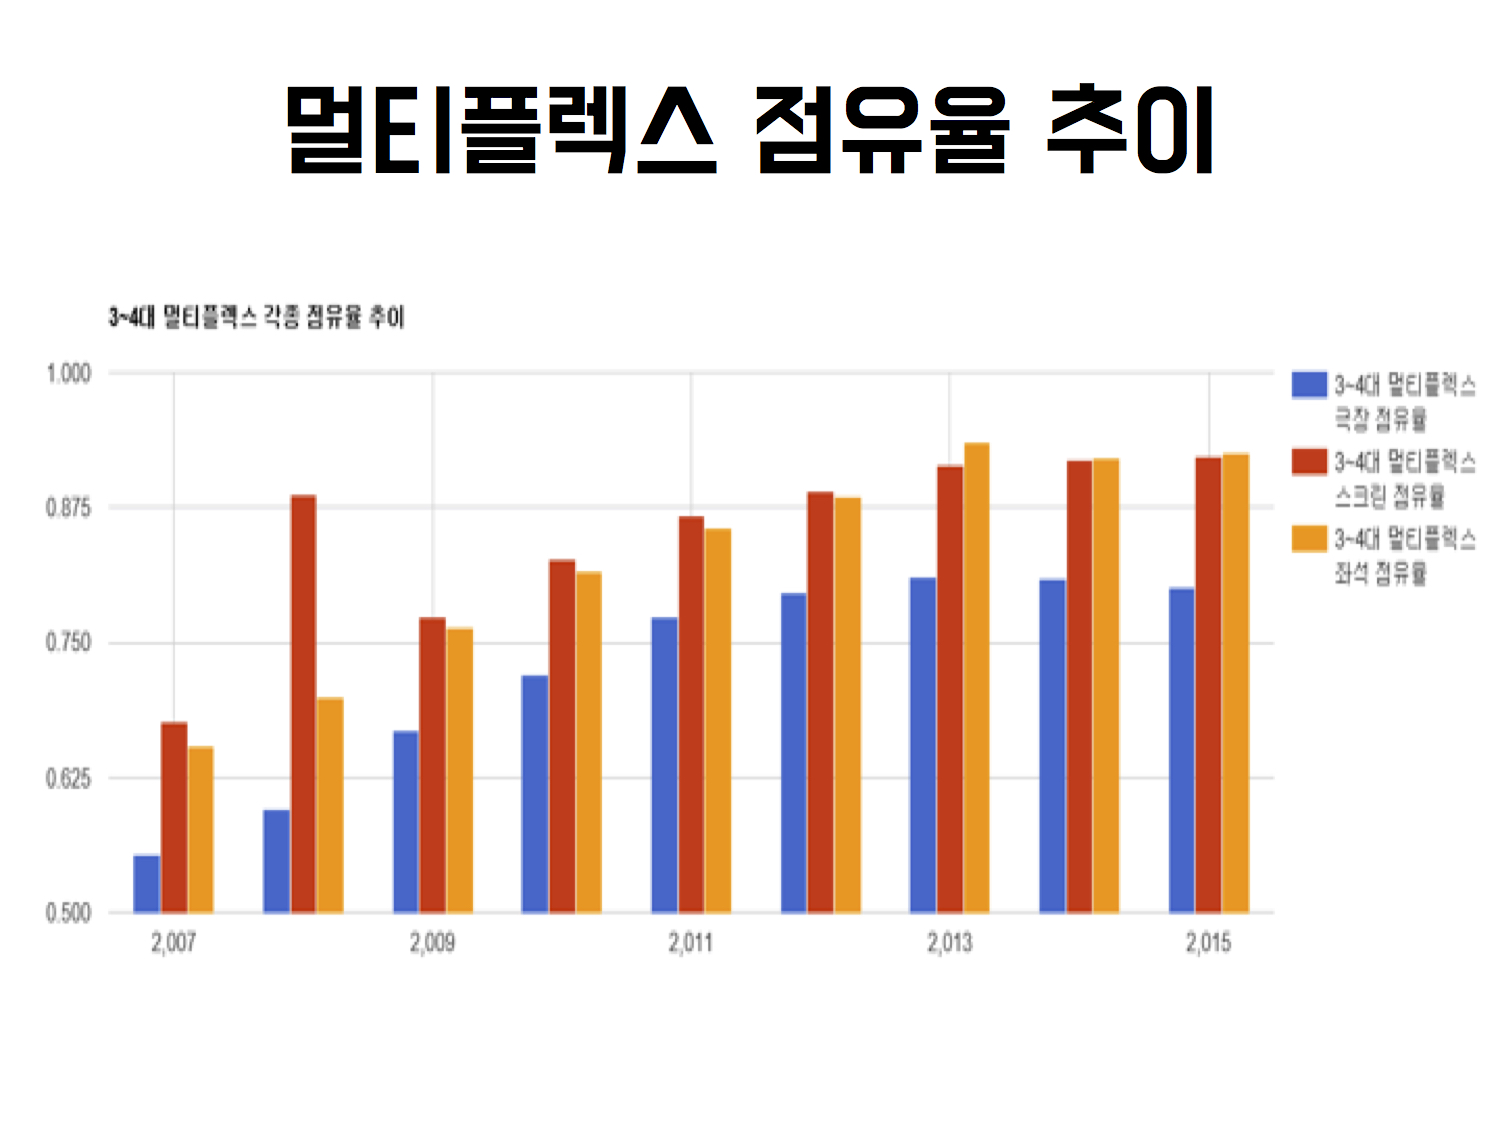 멀티플렉스 점유율 추이
3~4대 멀티플렉스 각종 점유율 추이
1.000
0.875
0.750
0.625
0.500
2,007
2,009
2,011
2,013
2,015
3~4대 멀티플렉스
극장 점유율
3~4대 멀티플렉스
스크린 점유율
3~4대 멀티플렉스
좌석 점유율